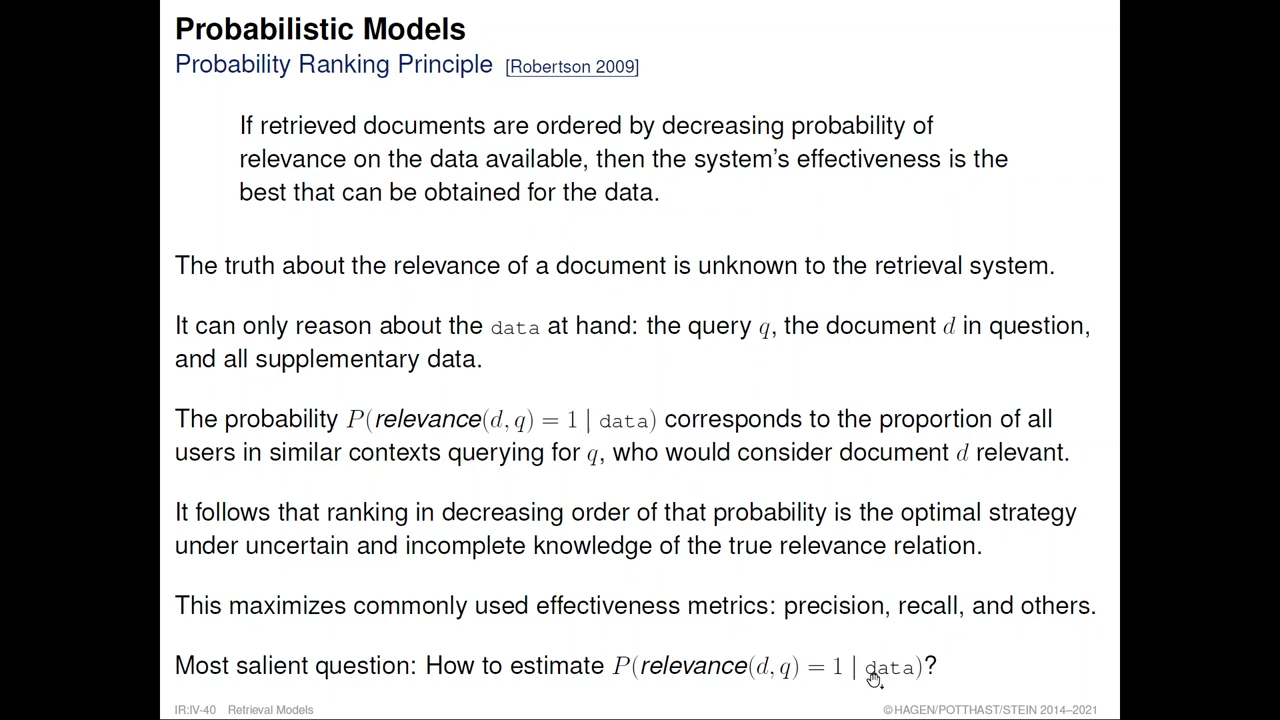 Probabilistic Models
Probability Ranking Principle [Robertson 2009]
If retrieved documents are ordered by decreasing probability of
relevance on the data available, then the system's effectiveness is the
best that can be obtained for the data.
The truth about the relevance of a document is unknown to the retrieval system.
It can only reason about the data at hand: the query q, the document d in question,
and all supplementary data.
The probability P(relevance(d, q) = 1 | data) corresponds to the proportion of all
users in similar contexts querying for q, who would consider document d relevant.
It follows that ranking in decreasing order of that probability is the optimal strategy
under uncertain and incomplete knowledge of the true relevance relation.
This maximizes commonly used effectiveness metrics: precision, recall, and others.
Most salient question: How to estimate P(relevance(d, q) = 1 | data)?
IR:IV-40 Retrieval Models ©HAGEN/POTTHAST/STEIN 2014–2021